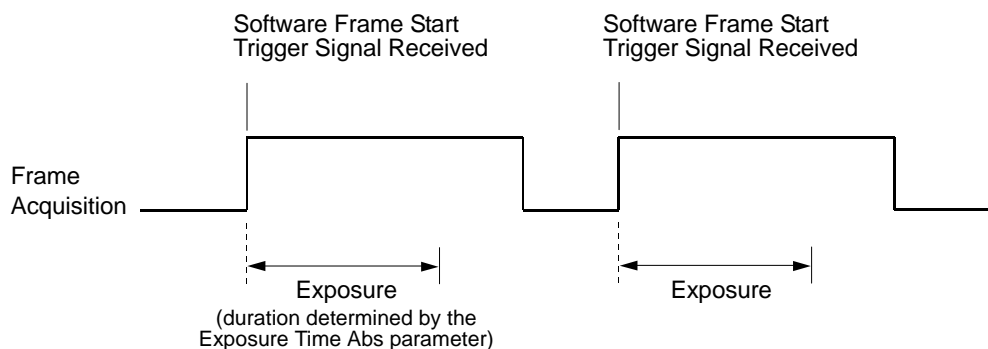 Software Frame Start
Trigger Signal Received
Software Frame Start
Trigger Signal Received
Frame
Acquisition
Exposure
(duration determined by the
Exposure Time Abs parameter)
Exposure